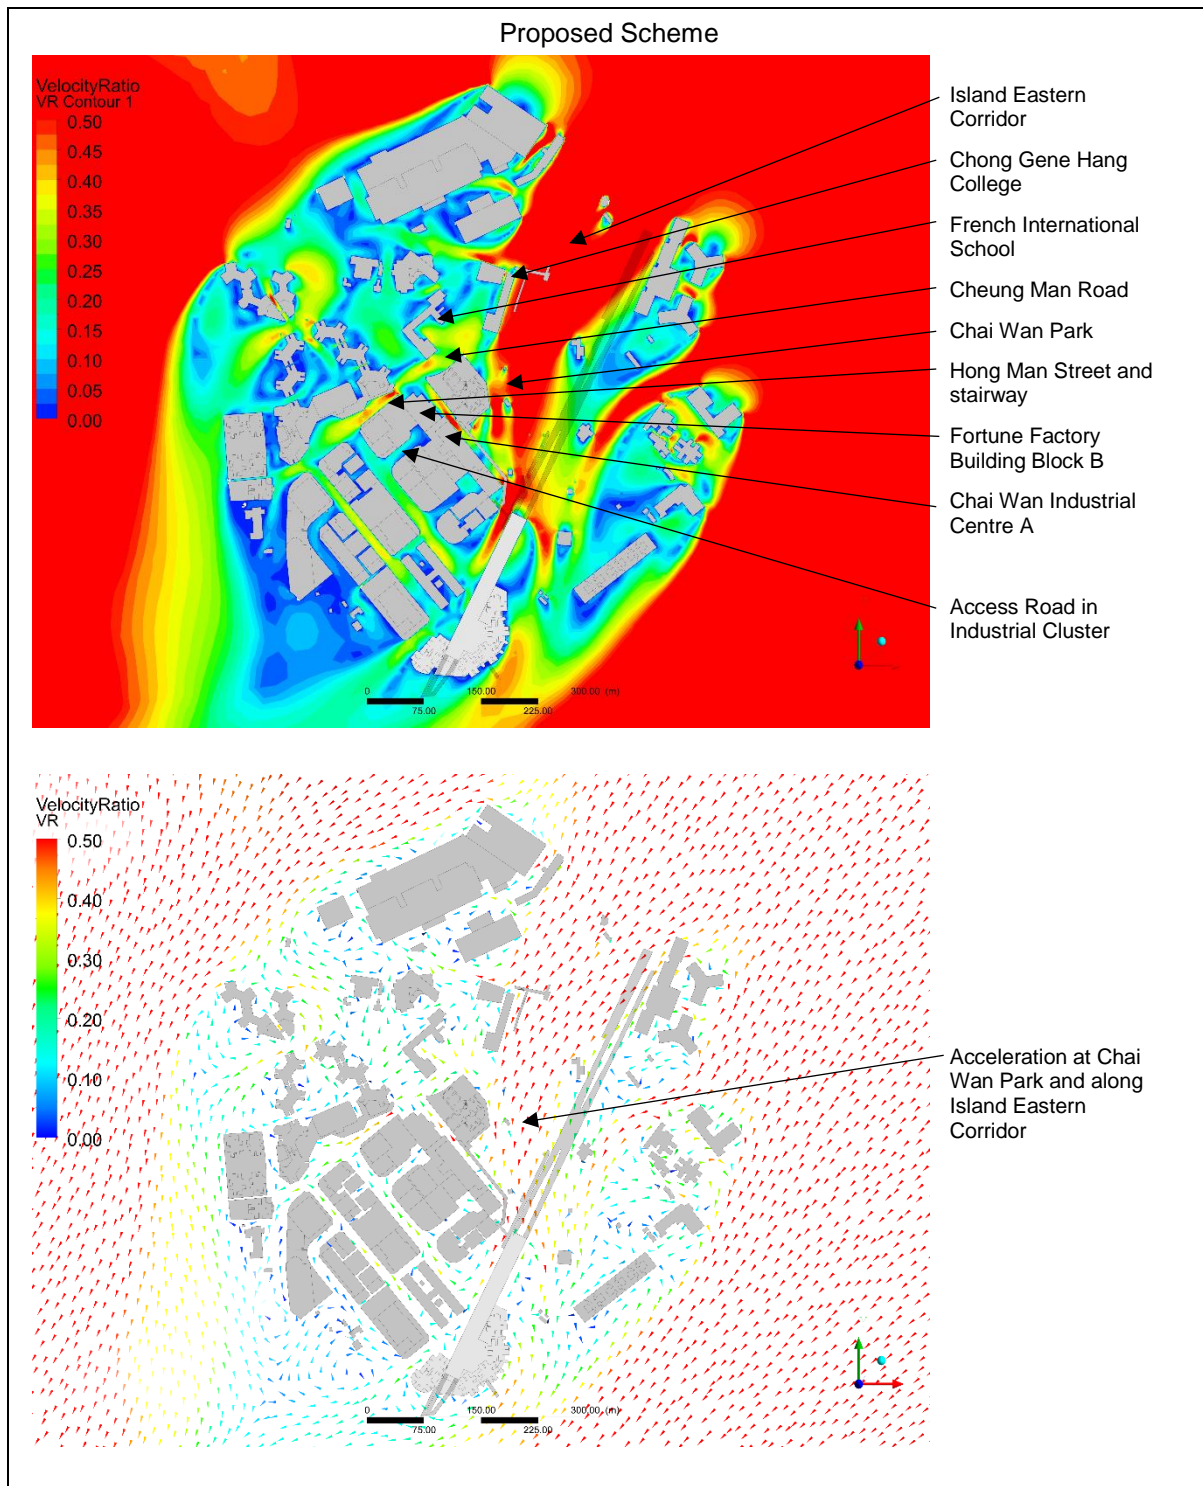 Proposed Scheme
VelocityRatio
VR Contour 1
0.50
0.45
0.40
0.35
0.30
0.25
0.20
0.15
0.10
0.05
0.00
Island Eastern
Corridor
Chong Gene Hang
College
French International
School
Cheung Man Road
Chai Wan Park
Hong Man Street and
stairway
Fortune Factory
Building Block B
Chai Wan Industrial
Centre A
Access Road in
Industrial Cluster
0 150.00 300.00 (m)
75.00 225.00
VelocityRatio
VR
0.50
0.40
0.30
0.20
0.10
0.00
Acceleration at Chai
Wan Park and along
Island Eastern
Corridor
0 150.00 300.00 (m)
75.00 225.00